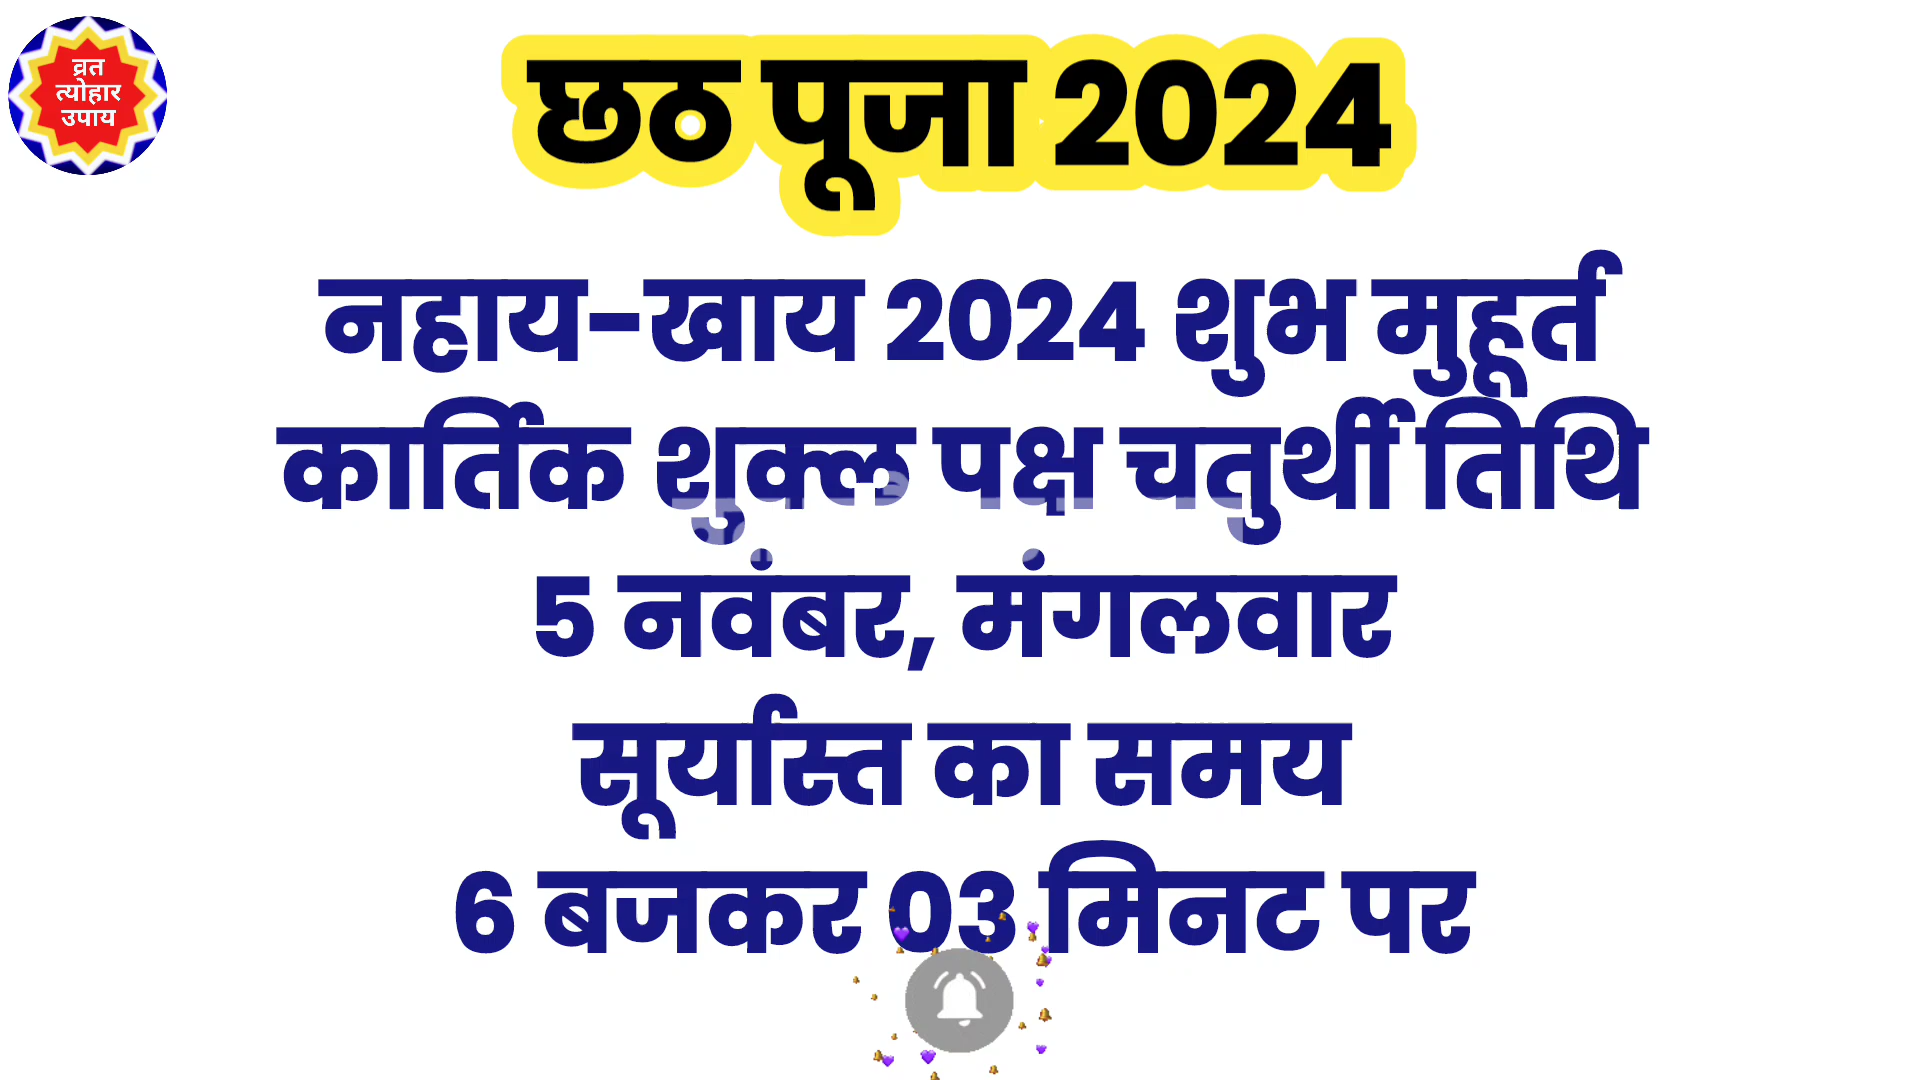 व्रत
त्योहार
उपाय
छठ पूजा 2024
नहाय-खाय 2024 शुभ मुहूर्त
कार्तिक शुक्ल पक्ष चतुर्थी तिथि
5 नवंबर, मंगलवार
सूर्यास्त का समय
6 बजकर 03 मिनट पर